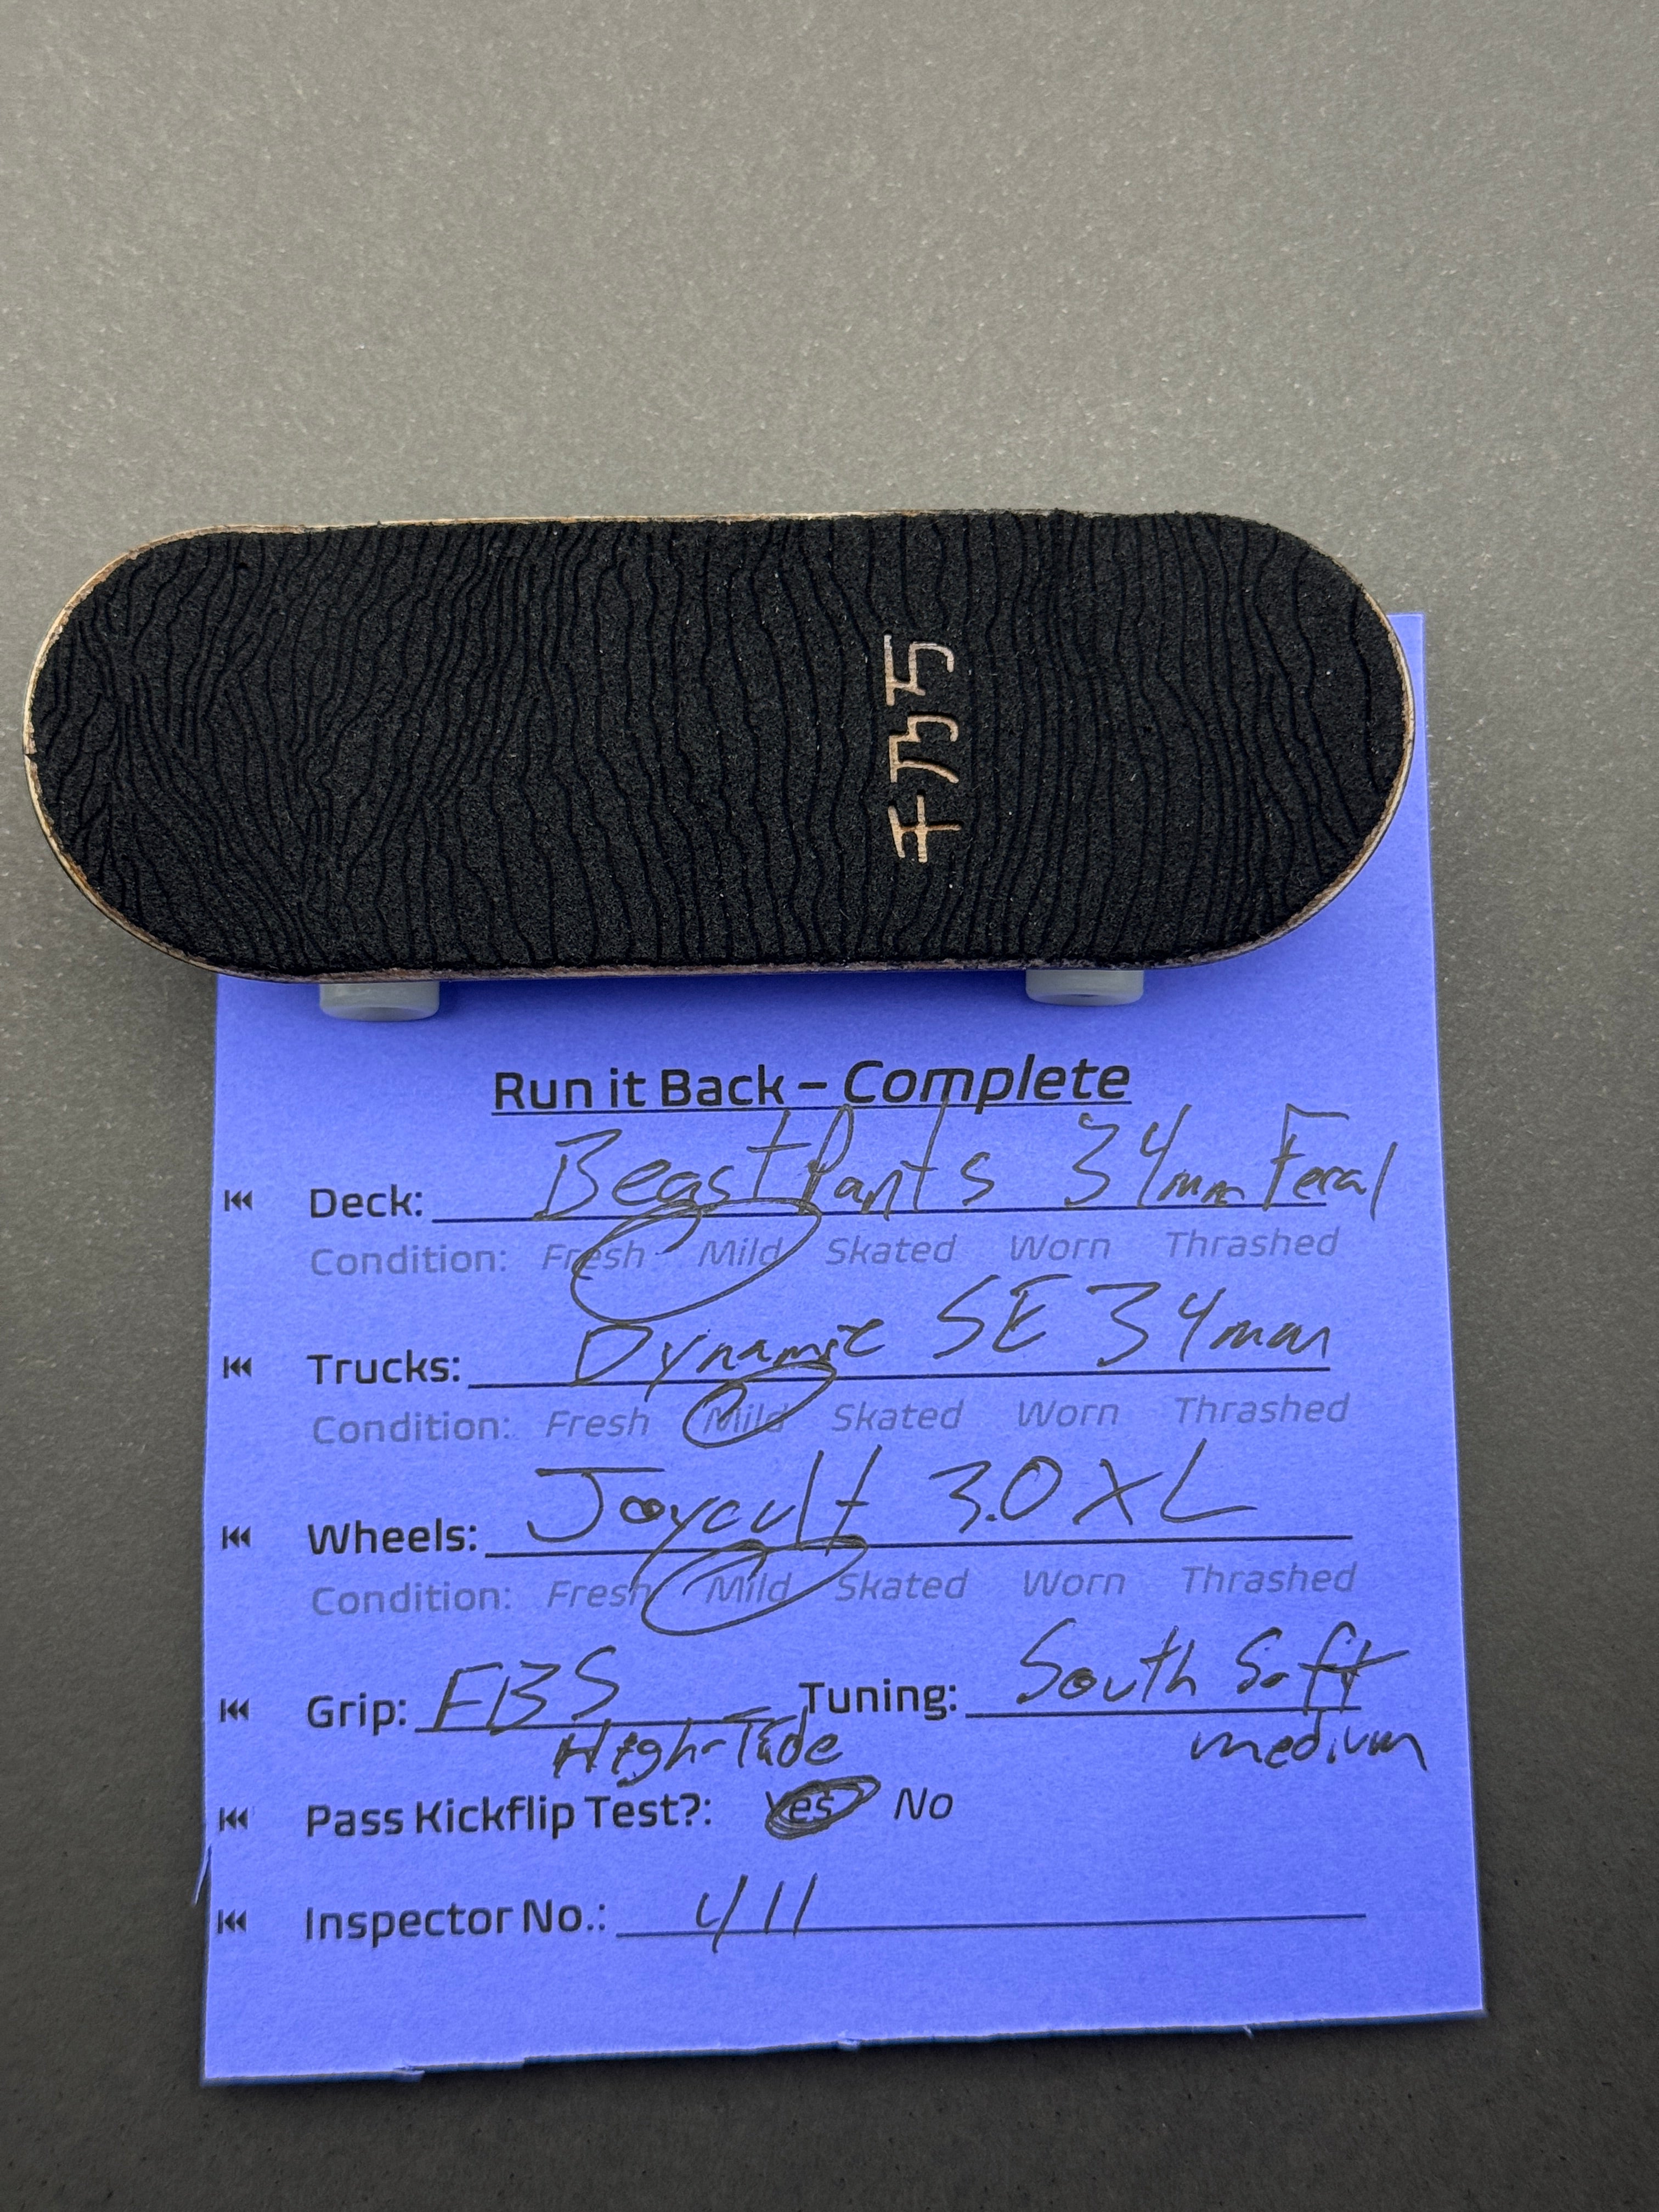 FBS
Run it Back – Complete
Deck: BeastPants 34mm Feral
Condition: Fresh Mild Skated Worn Thrashed
Trucks: Dynamic SE 34mm
Condition: Fresh Mild Skated Worn Thrashed
Wheels: Joycult 3.0 XL
Condition: Fresh Mild Skated Worn Thrashed
Grip: FBS High-Tide
Tuning: South Soft medium
Pass Kickflip Test?: Yes No
Inspector No.: 411